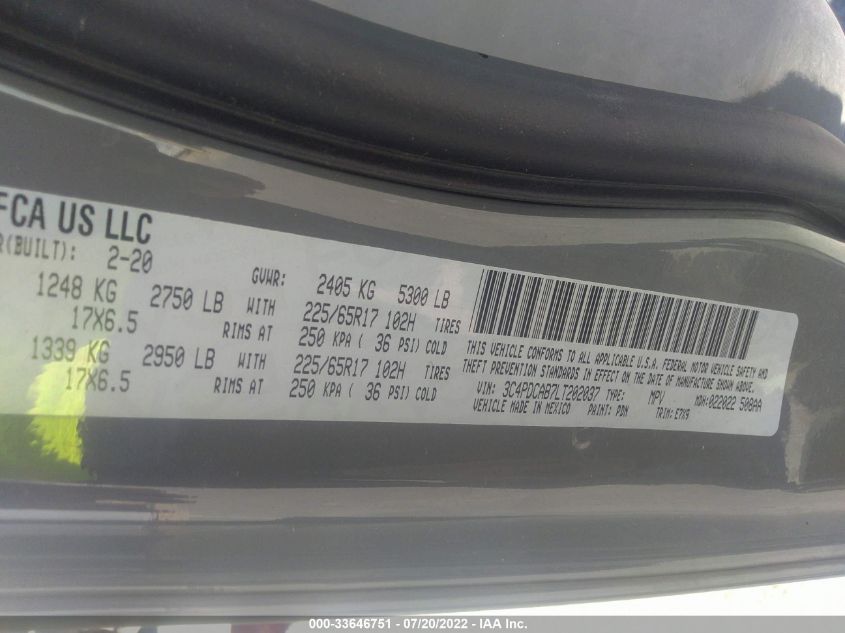 FCA US LLC
R(BUILT): 2-20 GVWR: 2405 KG 5300 LB
1248 KG 2750 LB WITH 225/65R17 102H TIRES
17X6.5 RIMS AT 250 KPA ( 36 PSI) COLD
1339 KG 2950 LB WITH 225/65R17 102H TIRES
17X6.5 RIMS AT 250 KPA ( 36 PSI) COLD
THIS VEHICLE CONFORMS TO ALL APPLICABLE U.S.A. FEDERAL MOTOR VEHICLE SAFETY AND
THEFT PREVENTION STANDARDS IN EFFECT ON THE DATE OF MANUFACTURE SHOWN ABOVE.
VIN: 3C4PDCAB7LT202037 TYPE: MPV MDH:022022 508AA
VEHICLE MADE IN MEXICO PAINT: PDN TRIM: E7X9
000-33646751 - 07/20/2022 - IAA Inc.